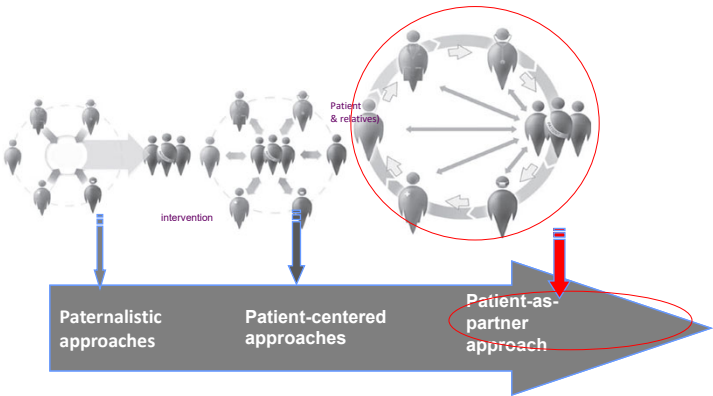 Patient
& relatives)
intervention
Paternalistic
approaches
Patient-centered
approaches
Patient-as-
partner
approach